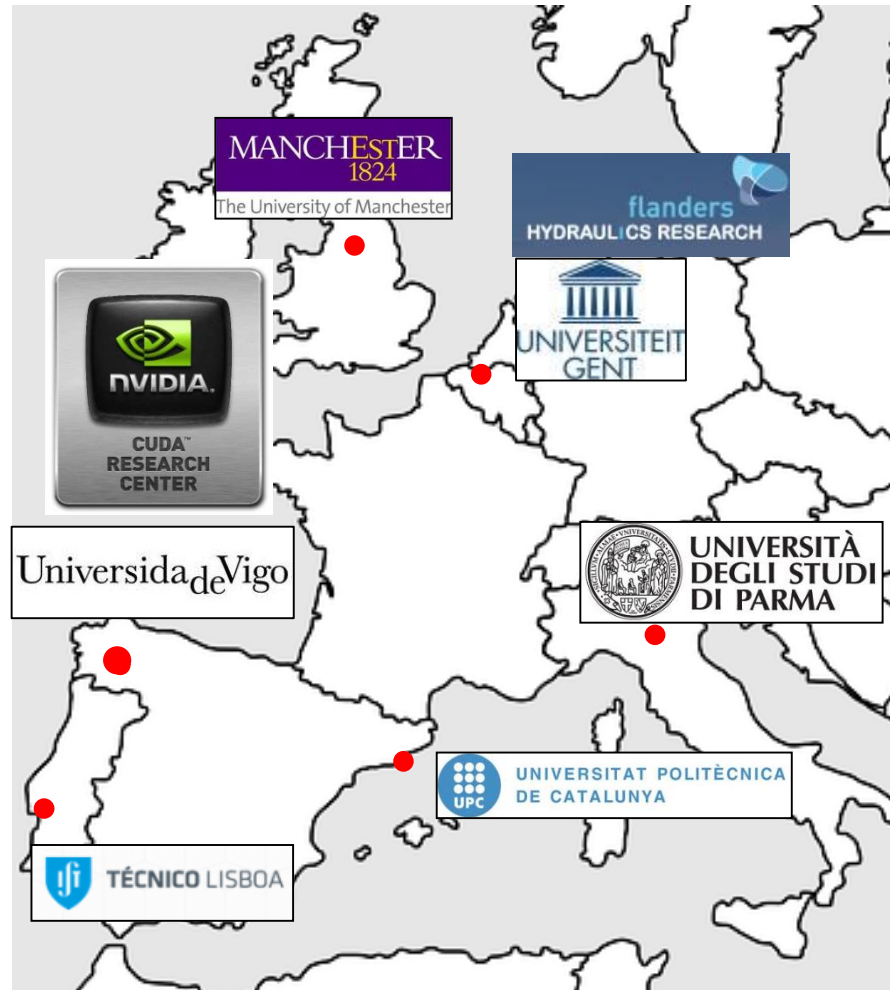 MANCHEstER
1824
The University of Manchester
flanders
HYDRAULICS RESEARCH
UNIVERSITEIT
GENT
NVIDIA.
CUDA™
RESEARCH
CENTER
UniversidadeVigo
UNIVERSITÀ
DEGLI STUDI
DI PARMA
UPC
UNIVERSITAT POLITÈCNICA
DE CATALUNYA
TÉCNICO LISBOA